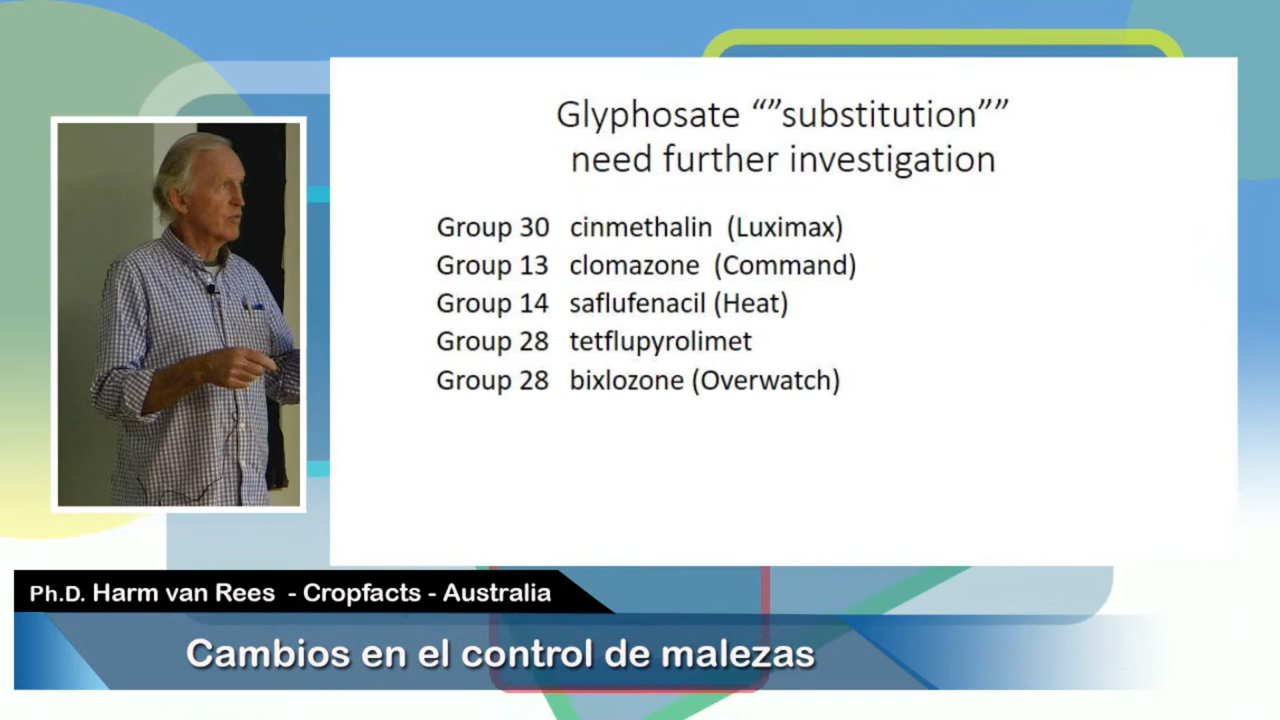 Glyphosate “”substitution””
need further investigation
Group 30 cinmethalin (Luximax)
Group 13 clomazone (Command)
Group 14 saflufenacil (Heat)
Group 28 tetflupyrolimet
Group 28 bixlozone (Overwatch)
Ph.D. Harm van Rees - Cropfacts - Australia
Cambios en el control de malezas